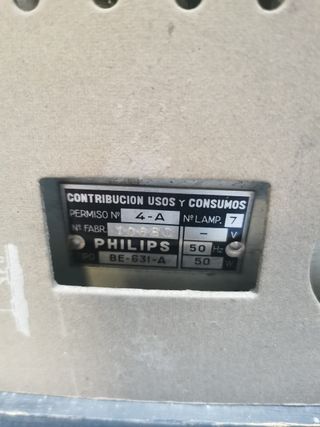 CONTRIBUCION USOS Y CONSUMOS
PERMISO Nº 4-A Nº LAMP. 7
Nº FABR. - V
PHILIPS 50 Hz
BE-631-A 50 W